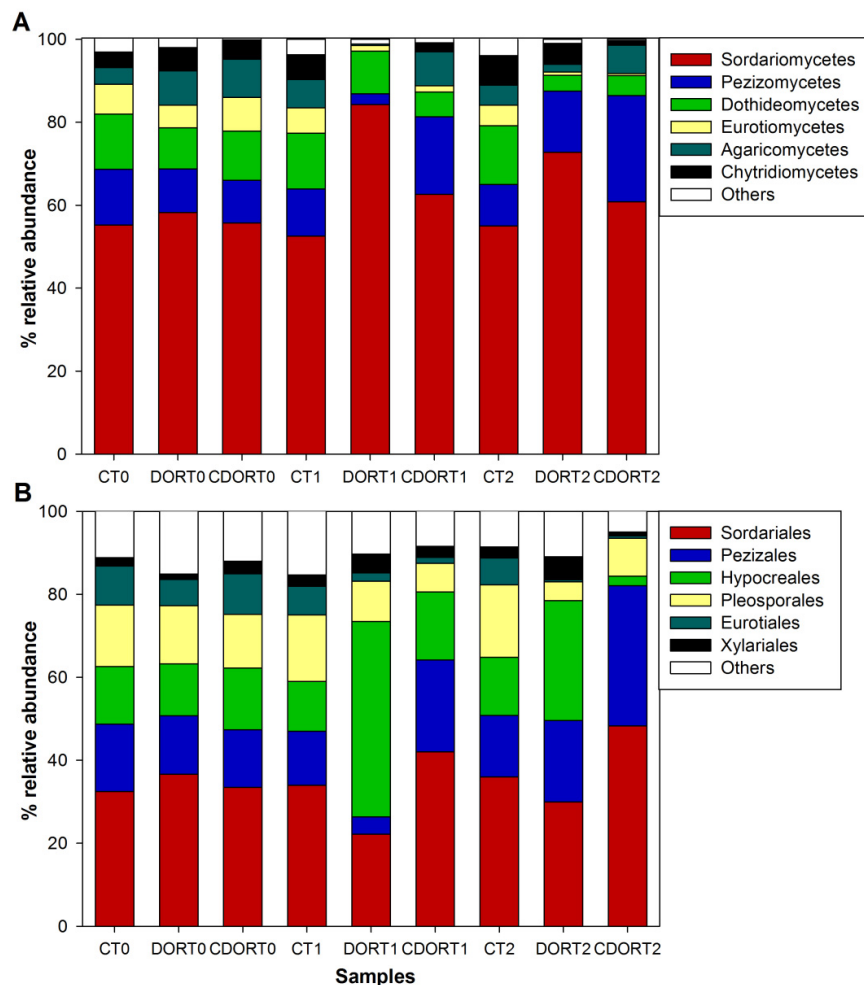 A
100
80
60
40
20
0
% relative abundance
CT0 DORT0 CDORT0 CT1 DORT1 CDORT1 CT2 DORT2 CDORT2
Sordariomycetes
Pezizomycetes
Dothideomycetes
Eurotiomycetes
Agaricomycetes
Chytridiomycetes
Others
B
100
80
60
40
20
0
% relative abundance
CT0 DORT0 CDORT0 CT1 DORT1 CDORT1 CT2 DORT2 CDORT2
Samples
Sordariales
Pezizales
Hypocreales
Pleosporales
Eurotiales
Xylariales
Others